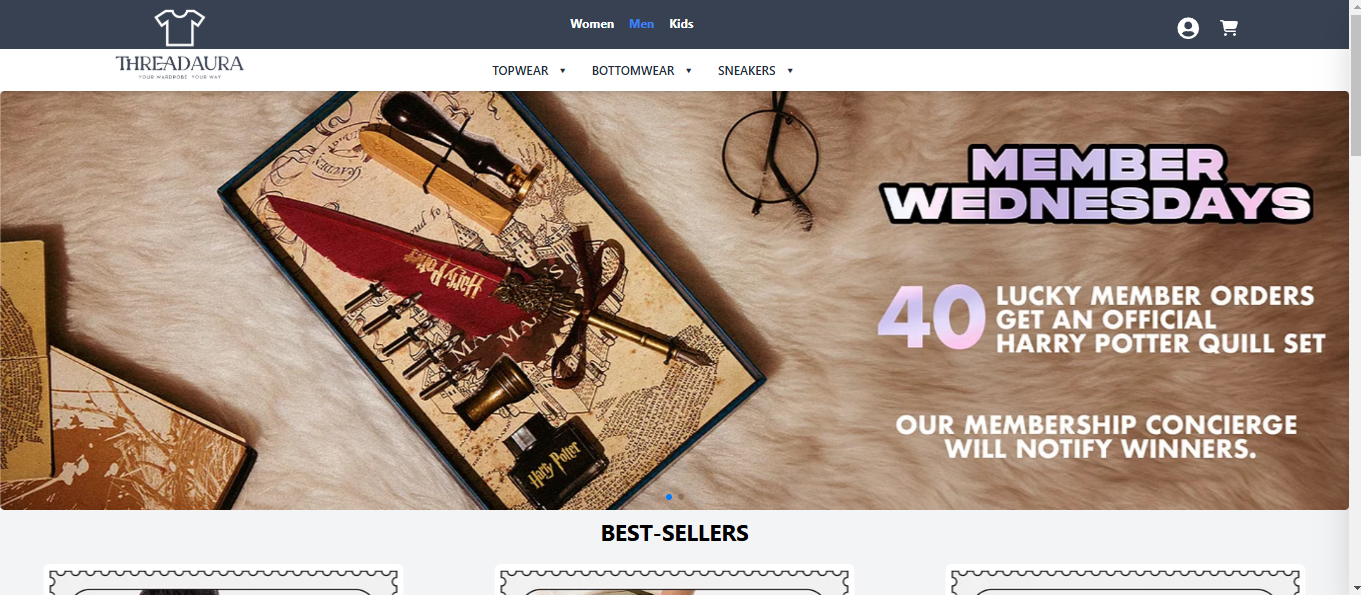 Women Men Kids
THREADAURA
YOUR WARDROBE YOUR WAY
TOPWEAR BOTTOMWEAR SNEAKERS
MEMBER
WEDNESDAYS
40 LUCKY MEMBER ORDERS
GET AN OFFICIAL
HARRY POTTER QUILL SET
OUR MEMBERSHIP CONCIERGE
WILL NOTIFY WINNERS.
Harry Potter
Harry Potter
BEST-SELLERS